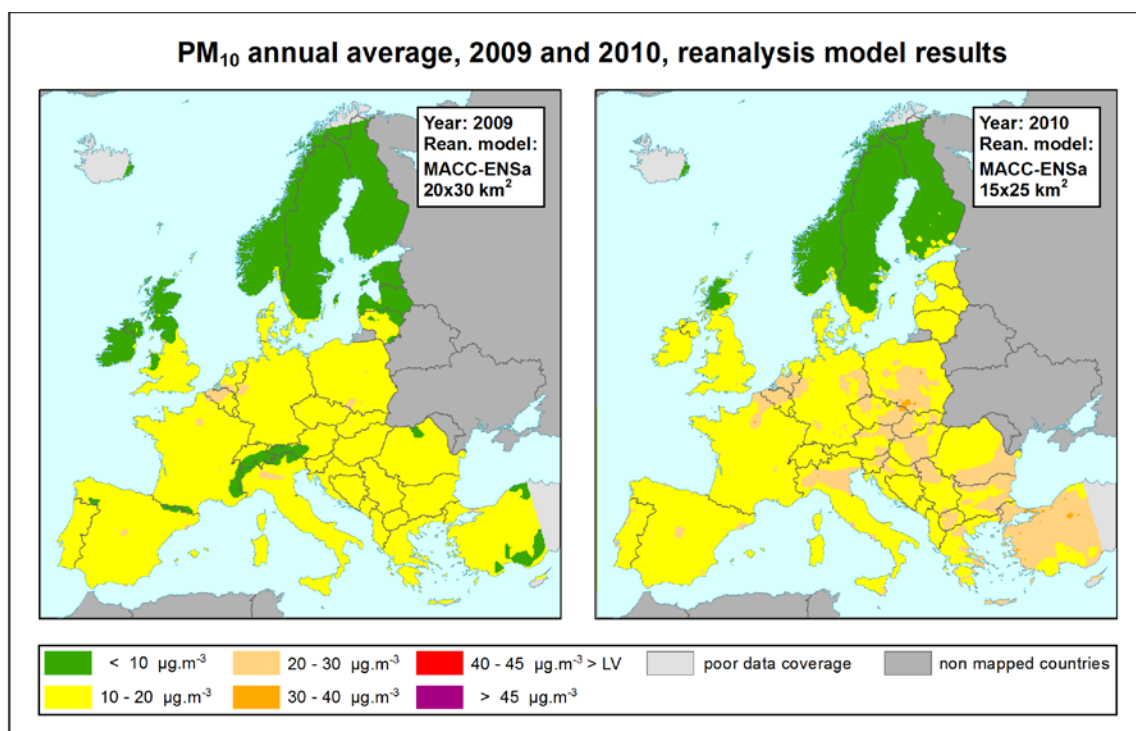 PM₁₀ annual average, 2009 and 2010, reanalysis model results
Year: 2009
Rean. model:
MACC-ENSa
20x30 km²
Year: 2010
Rean. model:
MACC-ENSa
15x25 km²
< 10 µg.m⁻³
20 - 30 µg.m⁻³
40 - 45 µg.m⁻³ > LV
poor data coverage
non mapped countries
10 - 20 µg.m⁻³
30 - 40 µg.m⁻³
> 45 µg.m⁻³